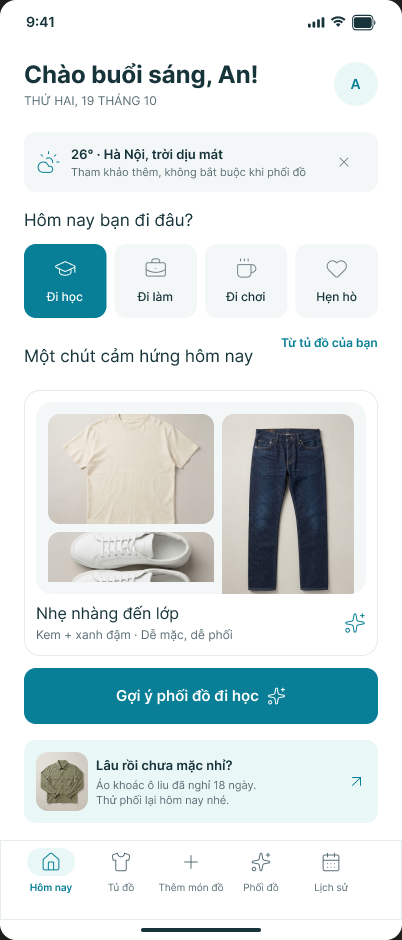 9:41
Chào buổi sáng, An!
THỨ HAI, 19 THÁNG 10
A
26° · Hà Nội, trời dịu mát
Tham khảo thêm, không bắt buộc khi phối đồ
Hôm nay bạn đi đâu?
Đi học
Đi làm
Đi chơi
Hẹn hò
Từ tủ đồ của bạn
Một chút cảm hứng hôm nay
Nhẹ nhàng đến lớp
Kem + xanh đậm · Dễ mặc, dễ phối
Gợi ý phối đồ đi học
Lâu rồi chưa mặc nhỉ?
Áo khoác ô liu đã nghỉ 18 ngày.
Thử phối lại hôm nay nhé.
Hôm nay
Tủ đồ
Thêm món đồ
Phối đồ
Lịch sử